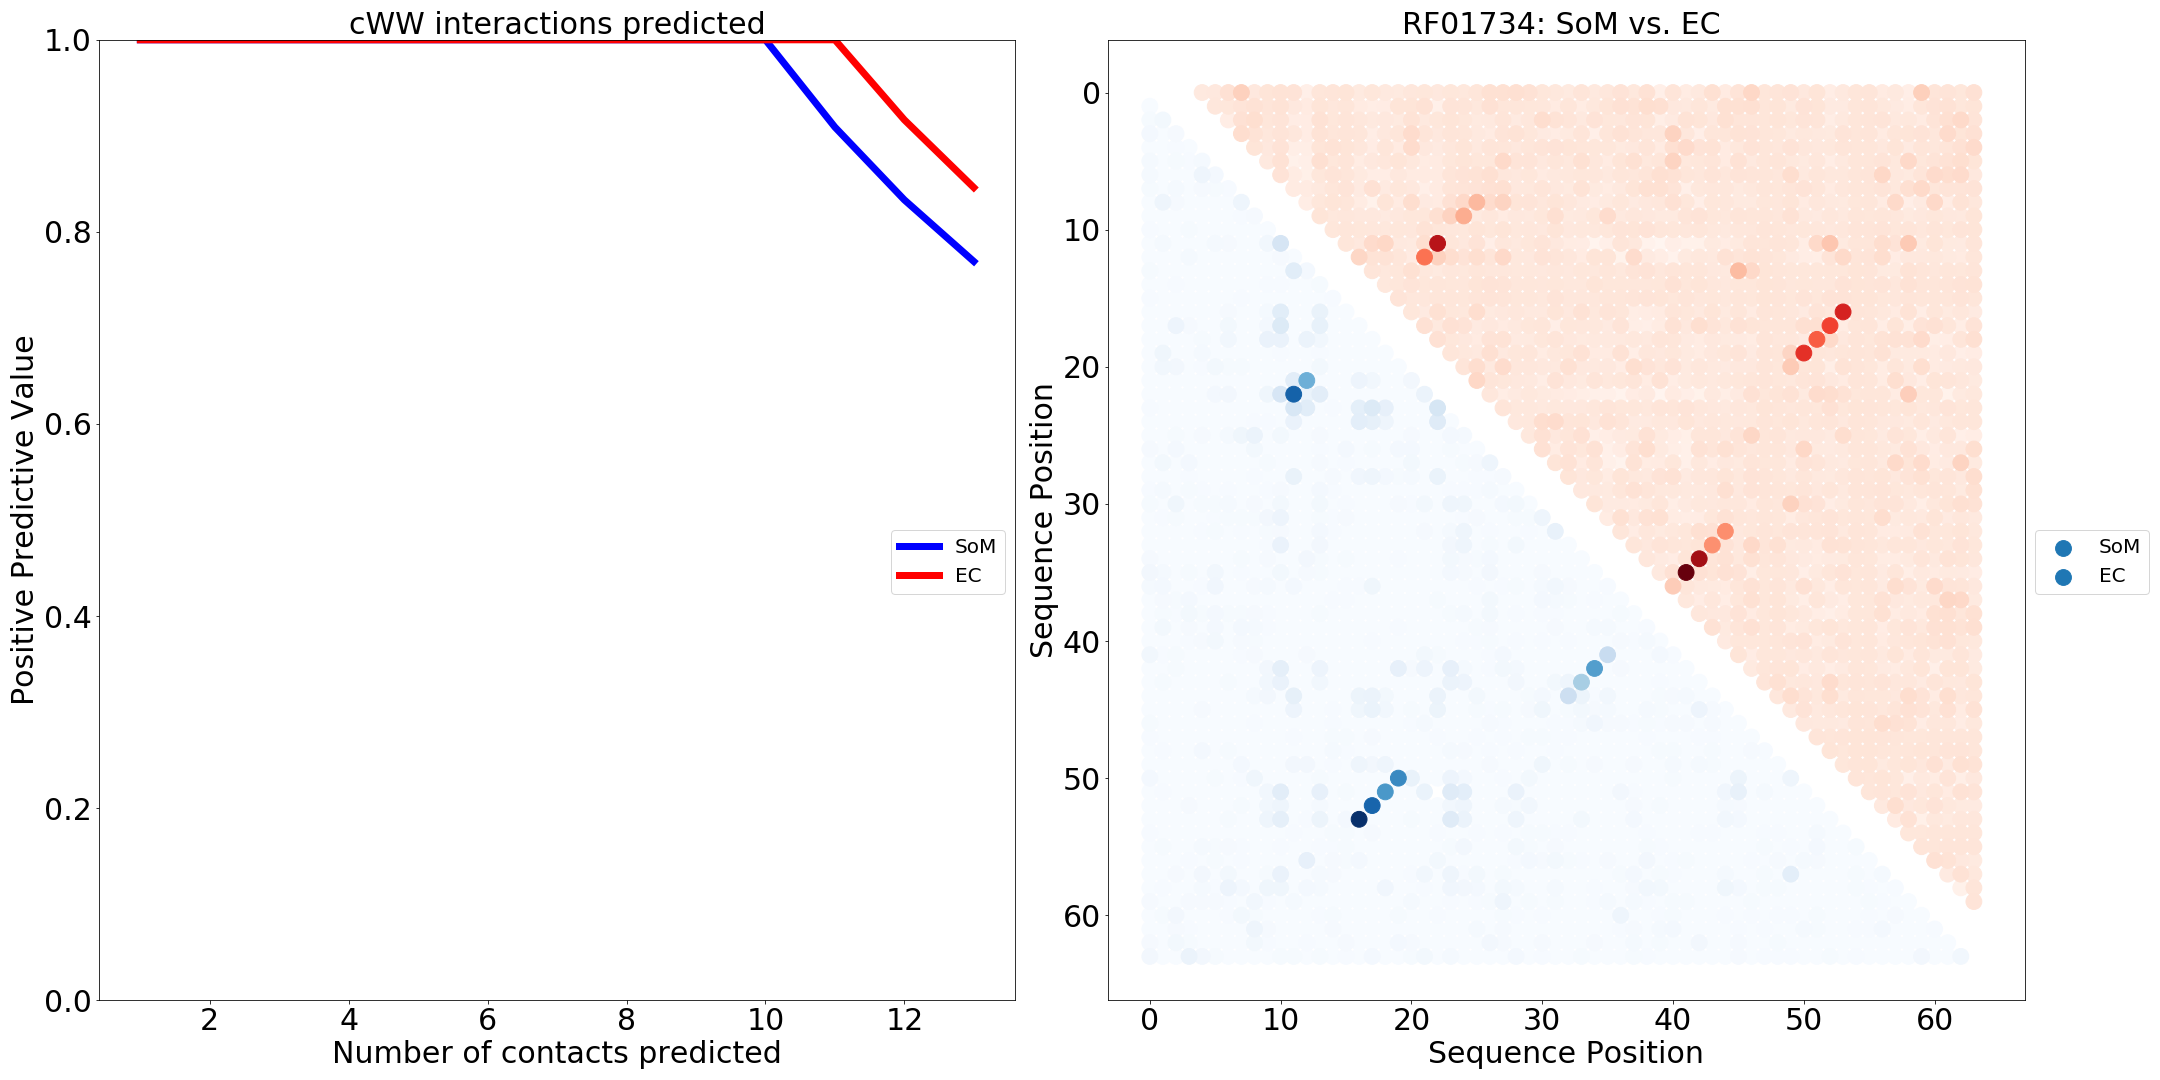 cWW interactions predicted
1.0
0.8
0.6
0.4
0.2
0.0
Positive Predictive Value
2 4 6 8 10 12
Number of contacts predicted
SoM
EC
RF01734: SoM vs. EC
0
10
20
30
40
50
60
Sequence Position
0 10 20 30 40 50 60
Sequence Position
SoM
EC